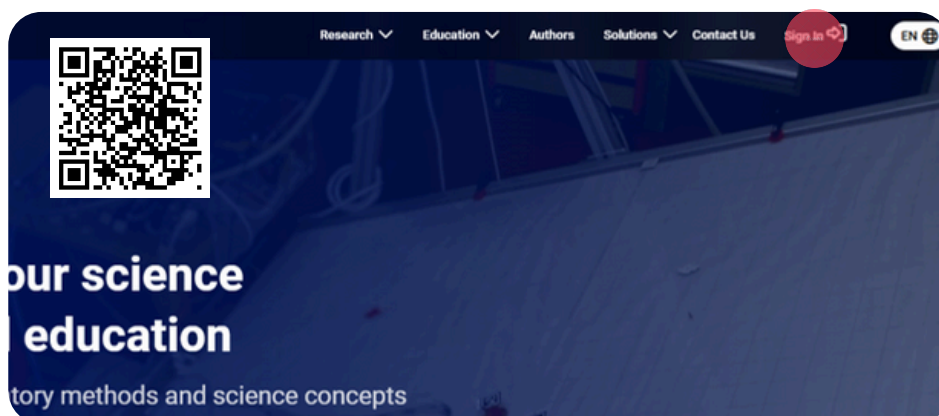 Research Education Authors Solutions Contact Us Sign In EN
our science
education
tory methods and science concepts